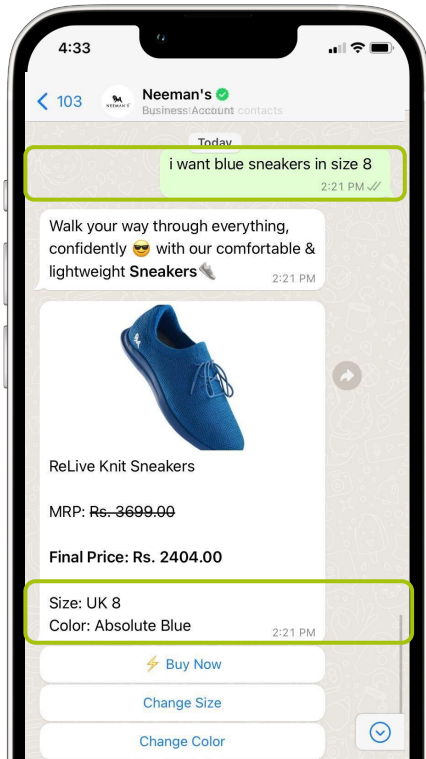 4:33
103
NEEMAN'S
Neeman's
Business Account
Today
i want blue sneakers in size 8
2:21 PM
Walk your way through everything,
confidently 😎 with our comfortable &
lightweight Sneakers👟
2:21 PM
ReLive Knit Sneakers
MRP: Rs. 3699.00
Final Price: Rs. 2404.00
Size: UK 8
Color: Absolute Blue
2:21 PM
⚡ Buy Now
Change Size
Change Color